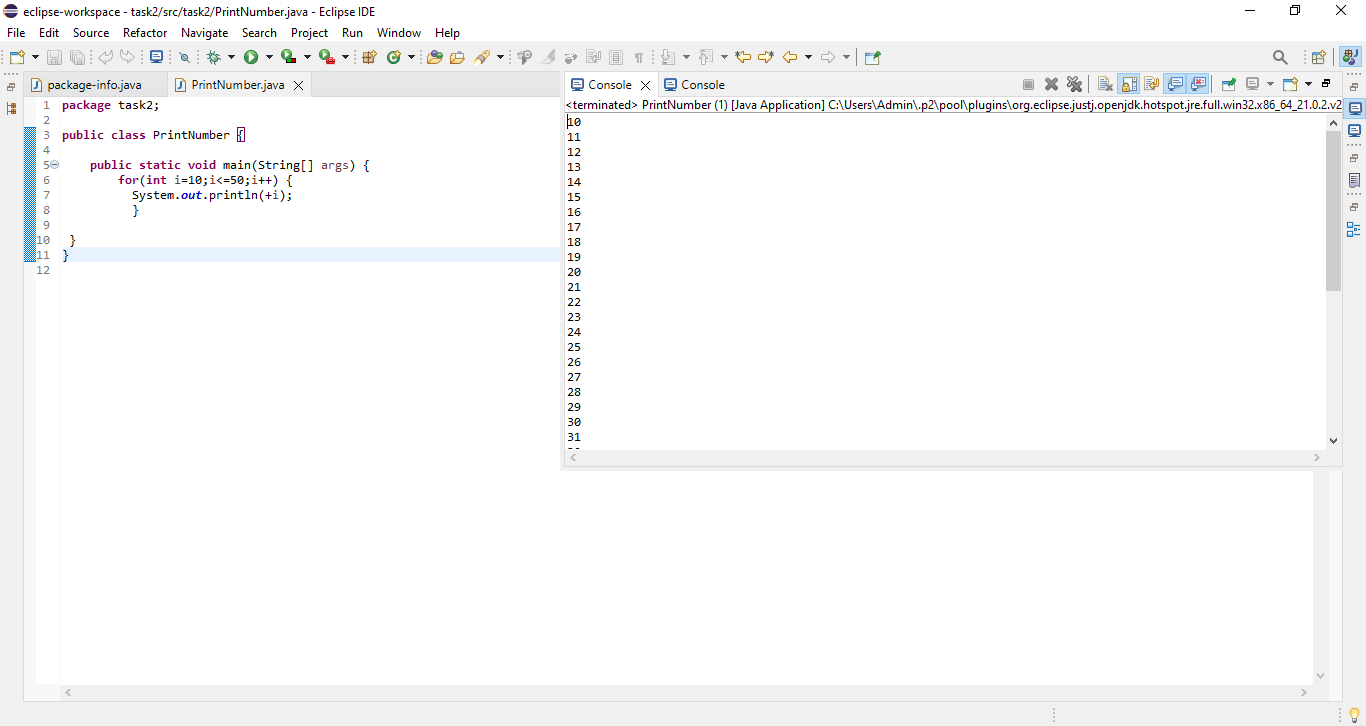 eclipse-workspace - task2/src/task2/PrintNumber.java - Eclipse IDE
File Edit Source Refactor Navigate Search Project Run Window Help
package-info.java PrintNumber.java
1 package task2;
2
3 public class PrintNumber {
4
5 public static void main(String[] args) {
6 for(int i=10;i<=50;i++) {
7 System.out.println(+i);
8 }
9
10 }
11 }
12
Console Console
<terminated> PrintNumber (1) [Java Application] C:\Users\Admin\.p2\pool\plugins\org.eclipse.justj.openjdk.hotspot.jre.full.win32.x86_64_21.0.2.v2
10
11
12
13
14
15
16
17
18
19
20
21
22
23
24
25
26
27
28
29
30
31